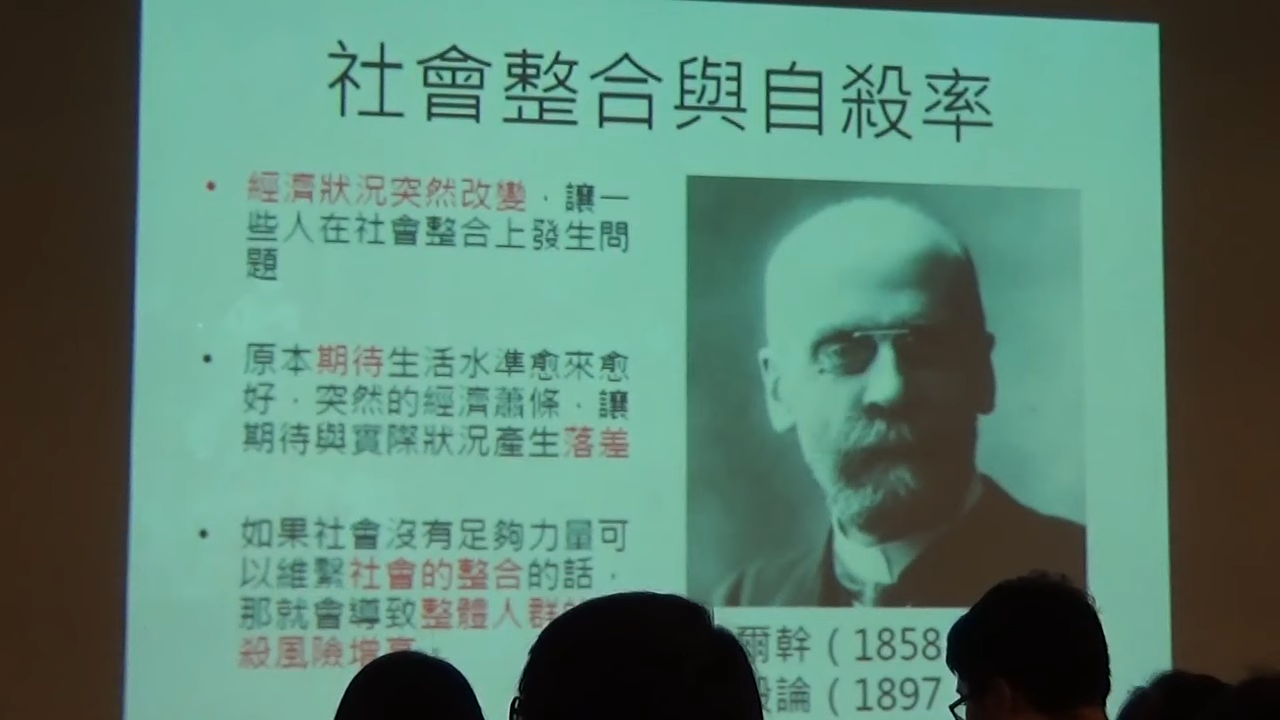 社會整合與自殺率
• 經濟狀況突然改變，讓一
些人在社會整合上發生問
題
• 原本期待生活水準愈來愈
好，突然的經濟蕭條，讓
期待與實際狀況產生落差
• 如果社會沒有足夠力量可
以維繫社會的整合的話，
那就會導致整體人群
殺風險增高。
爾幹（1858
論（1897